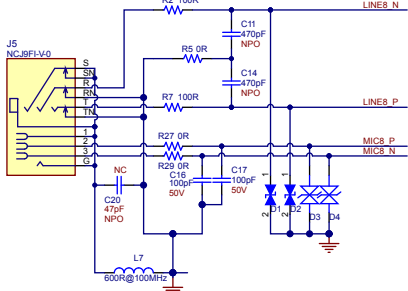 R2 100R
LINE8_N
C11
470pF
NPO
J5
NCJ9FI-V-0
R5 0R
S
SN
R
RN
T
TN
C14
470pF
NPO
R7 100R
LINE8_P
1
2
3
G
R27 0R
MIC8_P
MIC8_N
R29 0R
NC
C16
100pF
50V
C17
100pF
50V
C20
47pF
NPO
1
1
D1
D2
2
2
D3
D4
L7
600R@100MHz